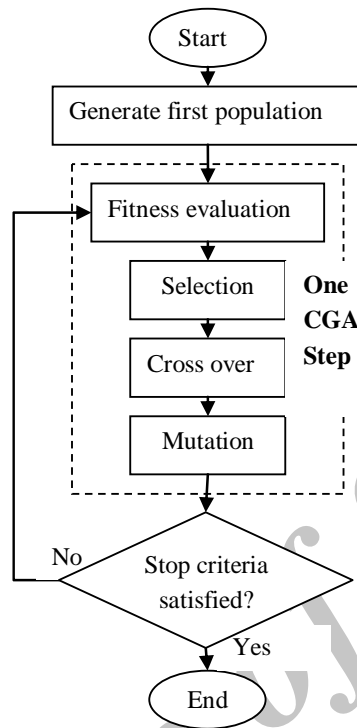 Start
Generate first population
Fitness evaluation
Selection
One
CGA
Step
Cross over
Mutation
No
Stop criteria
satisfied?
Yes
End